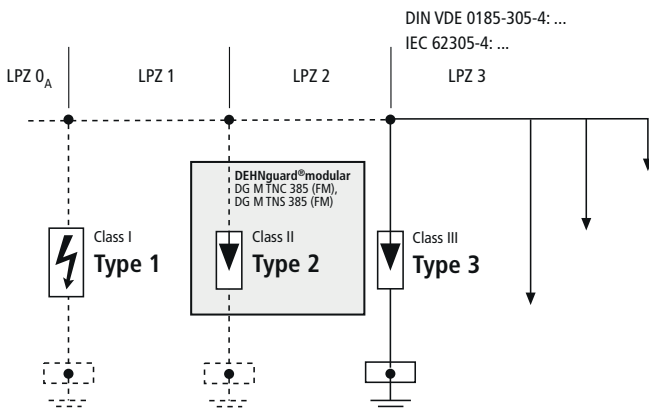 DIN VDE 0185-305-4: ...
IEC 62305-4: ...
LPZ 0A
LPZ 1
LPZ 2
LPZ 3
DEHNguard®modular
DG M TNC 385 (FM),
DG M TNS 385 (FM)
Class I
Type 1
Class II
Type 2
Class III
Type 3